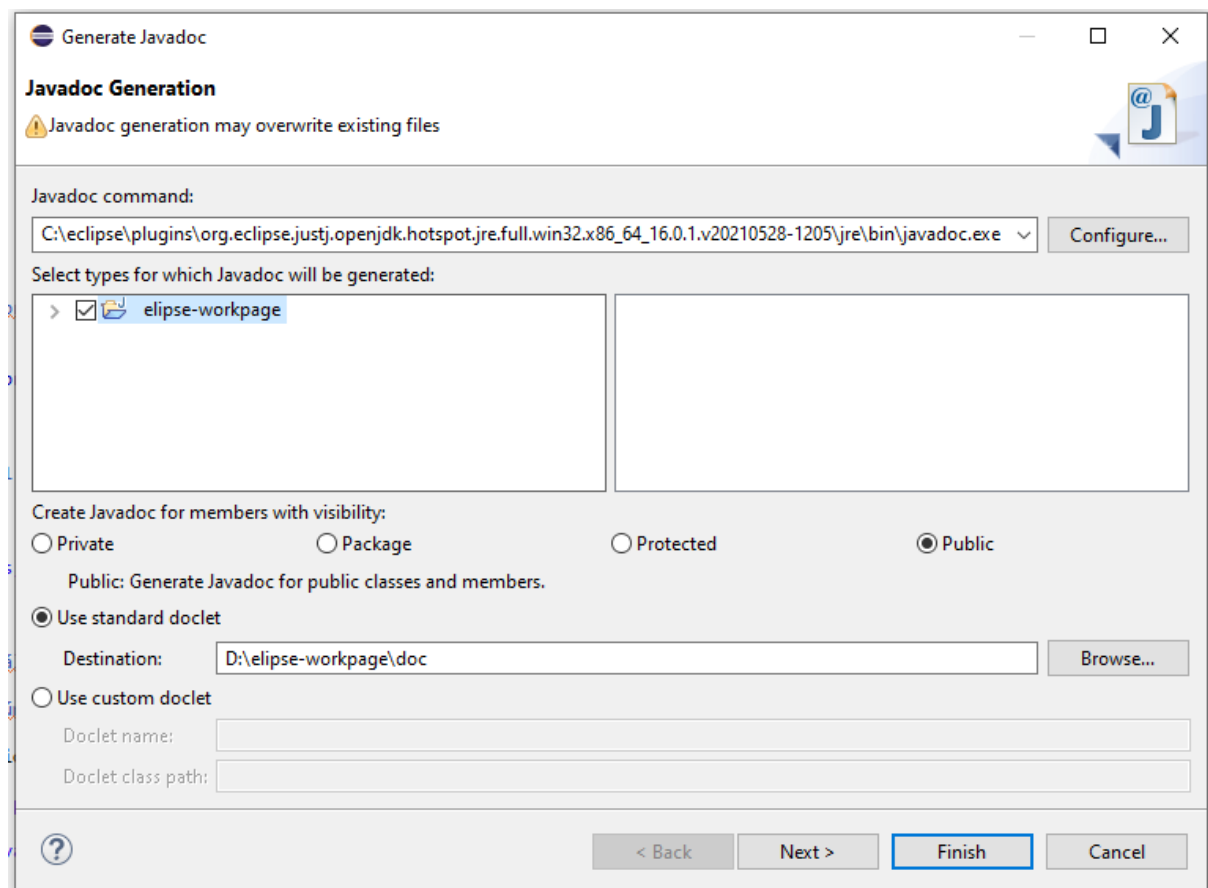 Generate Javadoc
Javadoc Generation
Javadoc generation may overwrite existing files
@
J
Javadoc command:
C:\eclipse\plugins\org.eclipse.justj.openjdk.hotspot.jre.full.win32.x86_64_16.0.1.v20210528-1205\jre\bin\javadoc.exe Configure...
Select types for which Javadoc will be generated:
elipse-workpage
Create Javadoc for members with visibility:
Private Package Protected Public
Public: Generate Javadoc for public classes and members.
Use standard doclet
Destination: D:\elipse-workpage\doc Browse...
Use custom doclet
Doclet name:
Doclet class path:
? < Back Next > Finish Cancel